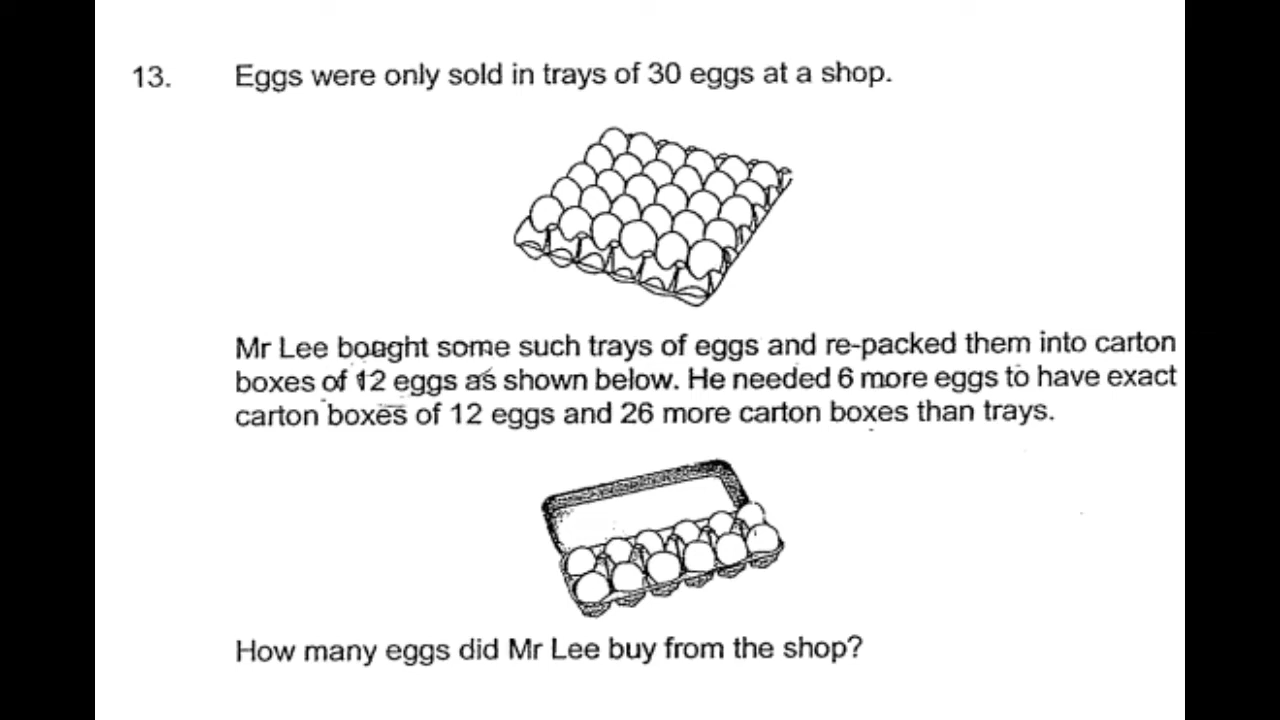 13. Eggs were only sold in trays of 30 eggs at a shop.
Mr Lee bought some such trays of eggs and re-packed them into carton
boxes of 12 eggs as shown below. He needed 6 more eggs to have exact
carton boxes of 12 eggs and 26 more carton boxes than trays.
How many eggs did Mr Lee buy from the shop?